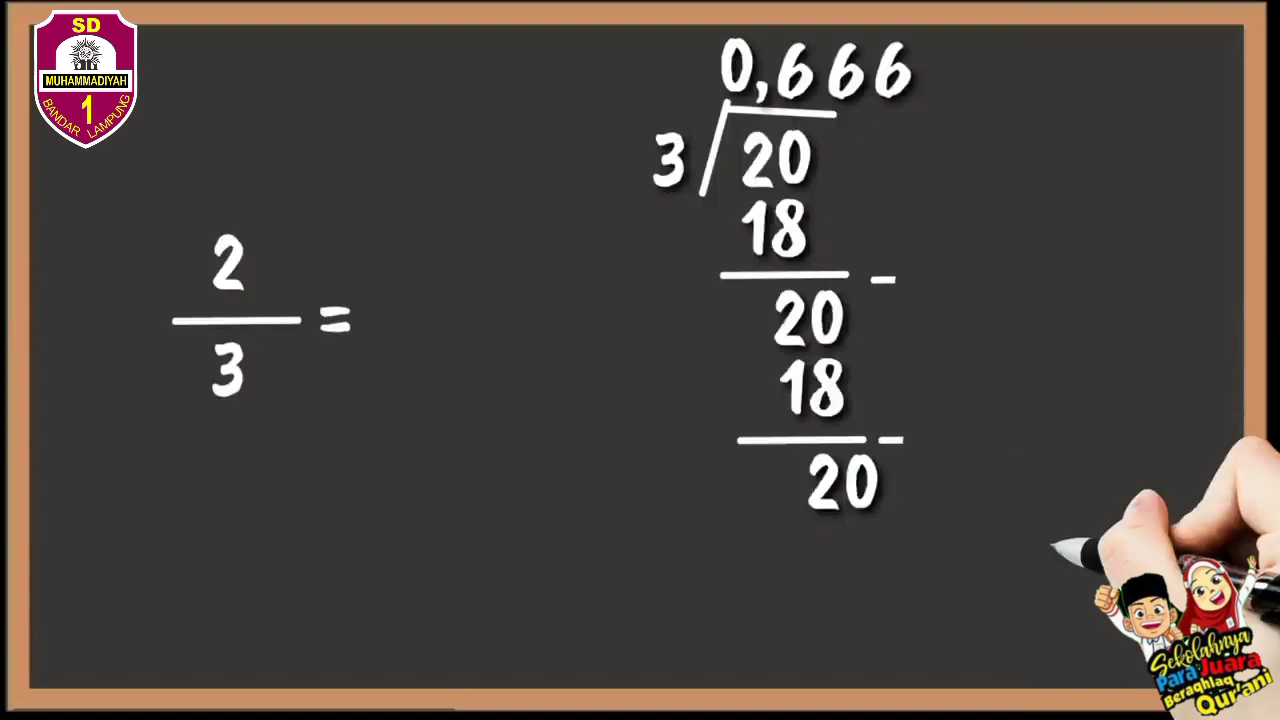 SD
MUHAMMADIYAH
1
BANDAR LAMPUNG
2
3
=
0,666
3
20
18
-
20
18
-
20
Sekolahnya
Para Juara
Beraqhlaq
Qur'ani